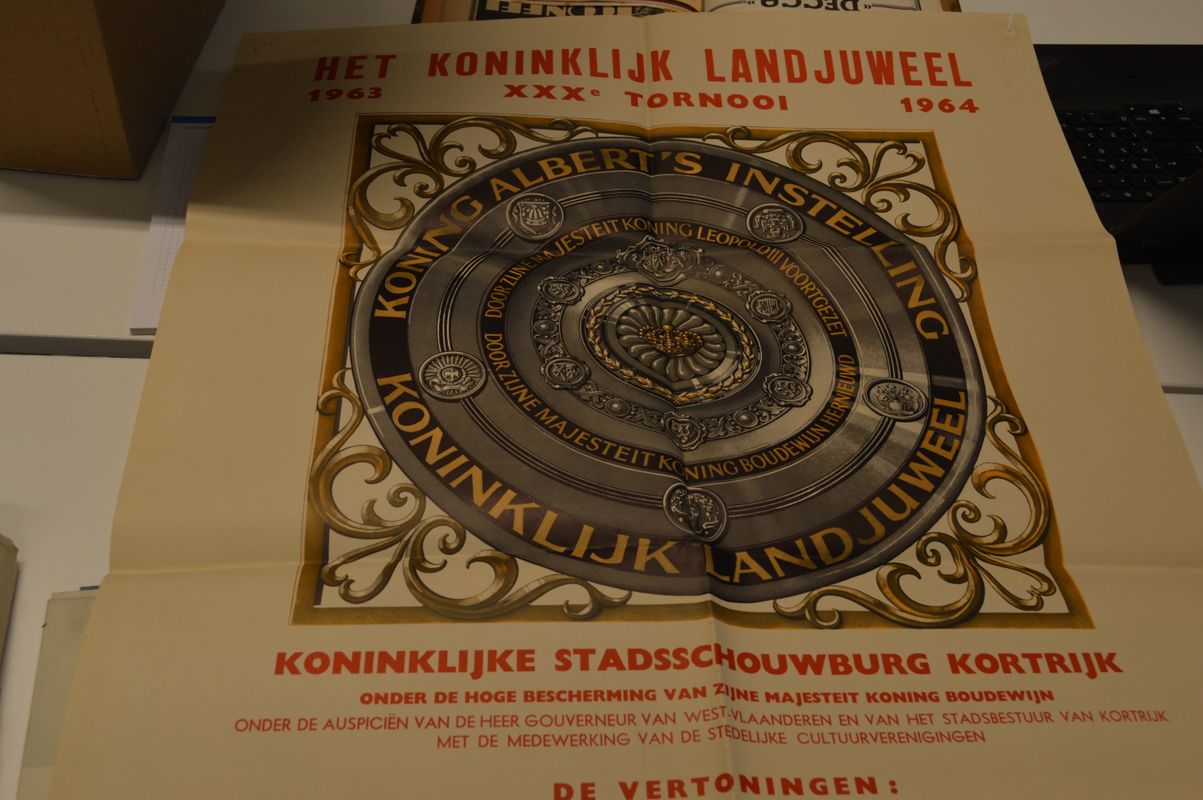 "DECCA"
HET KONINKLIJK LANDJUWEEL
1963 XXXe TORNOOI 1964
KONING ALBERT'S INSTELLING
DOOR ZIJNE MAJESTEIT KONING LEOPOLD III VOORTGEZET
DOOR ZIJNE MAJESTEIT KONING BOUDEWIJN HERNIEUWD
KONINKLIJK LANDJUWEEL
KONINKLIJKE STADSSCHOUWBURG KORTRIJK
ONDER DE HOGE BESCHERMING VAN ZIJNE MAJESTEIT KONING BOUDEWIJN
ONDER DE AUSPICIËN VAN DE HEER GOUVERNEUR VAN WEST-VLAANDEREN EN VAN HET STADSBESTUUR VAN KORTRIJK
MET DE MEDEWERKING VAN DE STEDELIJKE CULTUURVERENIGINGEN
DE VERTONINGEN :